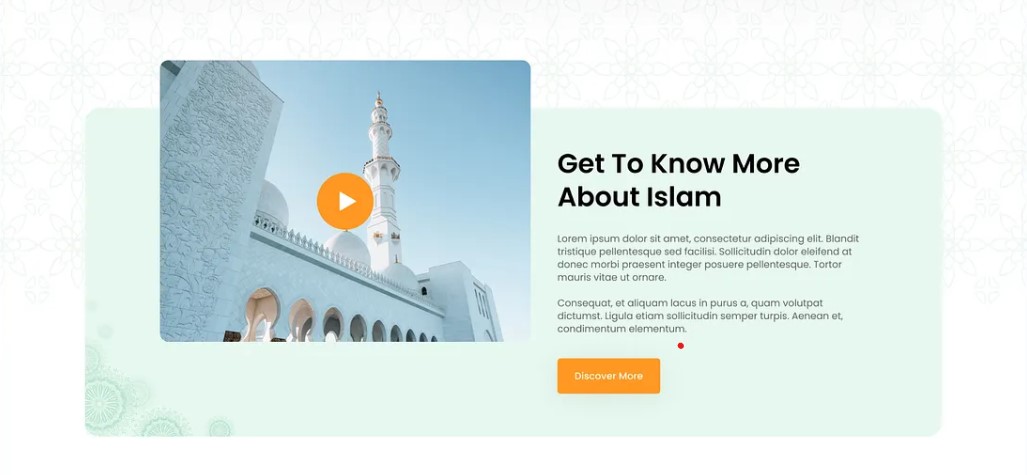 Get To Know More
About Islam
Lorem ipsum dolor sit amet, consectetur adipiscing elit. Blandit
tristique pellentesque sed facilisi. Sollicitudin dolor eleifend at
donec morbi praesent integer posuere pellentesque. Tortor
mauris vitae ut ornare.
Consequat, et aliquam lacus in purus a, quam volutpat
dictumst. Ligula etiam sollicitudin semper turpis. Aenean et,
condimentum elementum.
Discover More